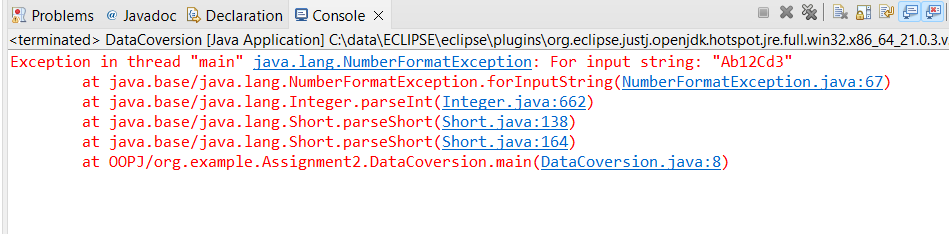 Problems @ Javadoc Declaration Console
<terminated> DataCoversion [Java Application] C:\data\ECLIPSE\eclipse\plugins\org.eclipse.justj.openjdk.hotspot.jre.full.win32.x86_64_21.0.3.v
Exception in thread "main" java.lang.NumberFormatException: For input string: "Ab12Cd3"
at java.base/java.lang.NumberFormatException.forInputString(NumberFormatException.java:67)
at java.base/java.lang.Integer.parseInt(Integer.java:662)
at java.base/java.lang.Short.parseShort(Short.java:138)
at java.base/java.lang.Short.parseShort(Short.java:164)
at OOPJ/org.example.Assignment2.DataCoversion.main(DataCoversion.java:8)